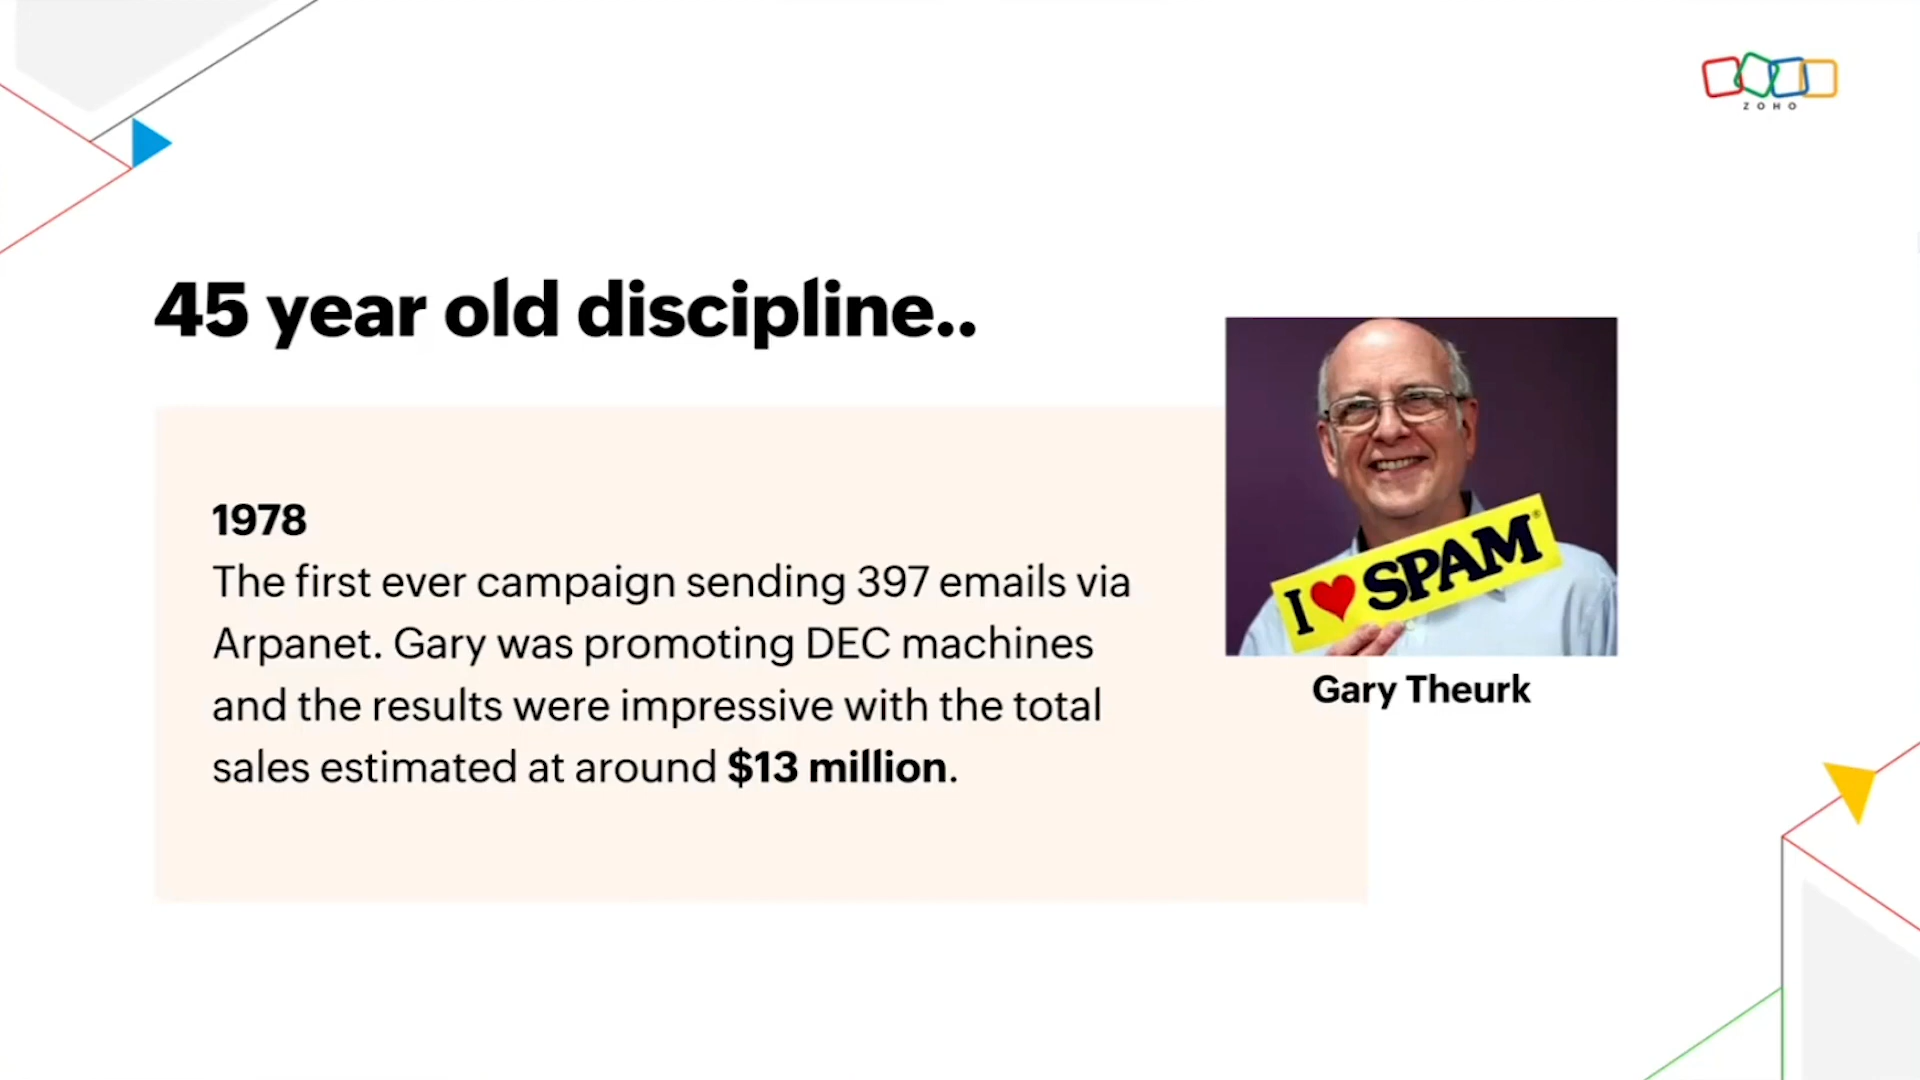 ZOHO
45 year old discipline..
1978
The first ever campaign sending 397 emails via
Arpanet. Gary was promoting DEC machines
and the results were impressive with the total
sales estimated at around $13 million.
I ❤ SPAM®
Gary Theurk